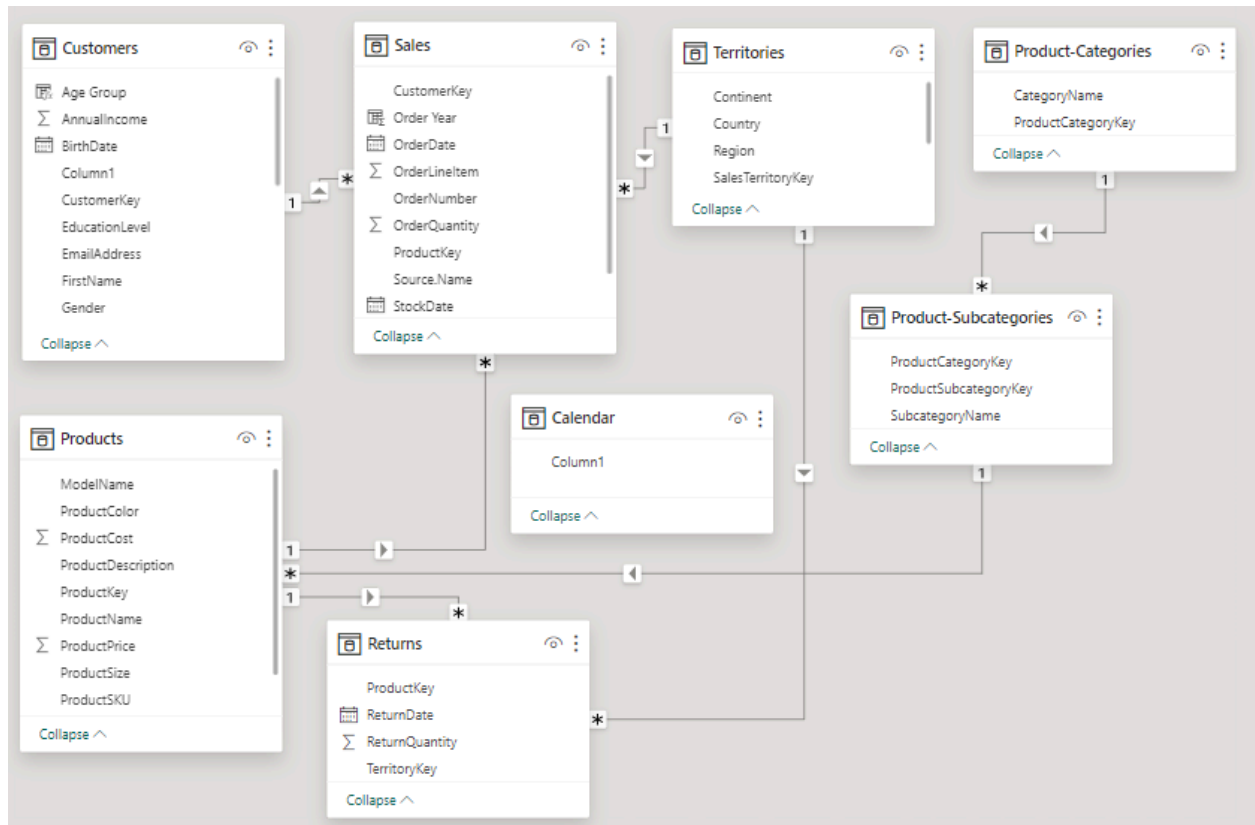 Customers
Age Group
AnnualIncome
BirthDate
Column1
CustomerKey
EducationLevel
EmailAddress
FirstName
Gender
Collapse
Sales
CustomerKey
Order Year
OrderDate
OrderLineItem
OrderNumber
OrderQuantity
ProductKey
Source.Name
StockDate
Collapse
Territories
Continent
Country
Region
SalesTerritoryKey
Collapse
Product-Categories
CategoryName
ProductCategoryKey
Collapse
1
*
*
1
1
1
*
*
Product-Subcategories
ProductCategoryKey
ProductSubcategoryKey
SubcategoryName
Collapse
1
Calendar
Column1
Collapse
Products
ModelName
ProductColor
ProductCost
ProductDescription
ProductKey
ProductName
ProductPrice
ProductSize
ProductSKU
Collapse
1
*
1
*
Returns
ProductKey
ReturnDate
ReturnQuantity
TerritoryKey
Collapse
*